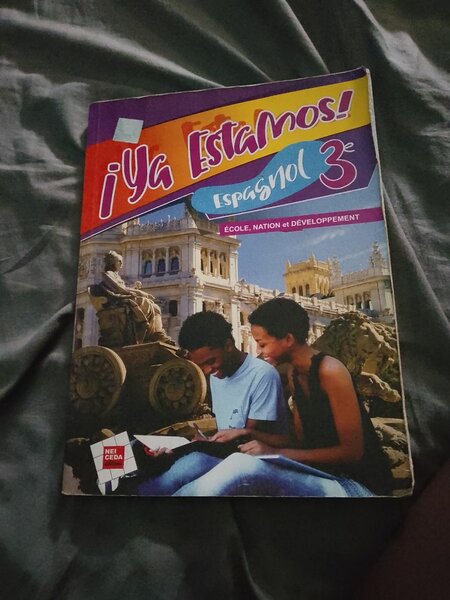 ¡Ya Estamos!
Espagnol 3e
ÉCOLE, NATION et DÉVELOPPEMENT
NEI
CEDA